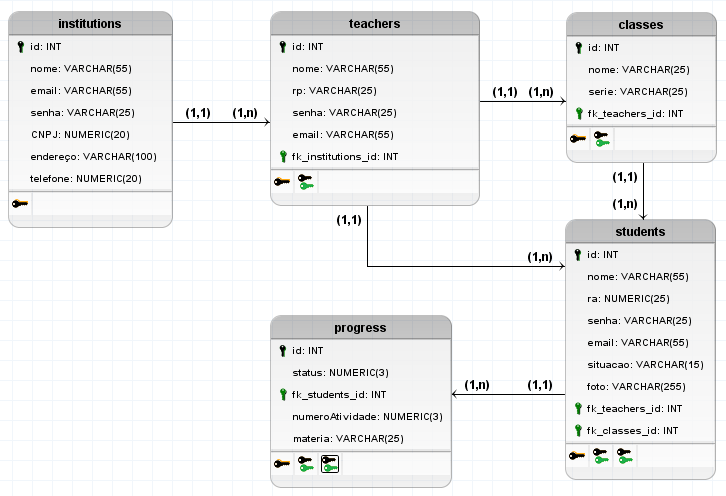 institutions
id: INT
nome: VARCHAR(55)
email: VARCHAR(55)
senha: VARCHAR(25)
CNPJ: NUMERIC(20)
endereço: VARCHAR(100)
telefone: NUMERIC(20)
(1,1) (1,n)
teachers
id: INT
nome: VARCHAR(55)
rp: VARCHAR(25)
senha: VARCHAR(25)
email: VARCHAR(55)
fk_institutions_id: INT
(1,1) (1,n)
classes
id: INT
nome: VARCHAR(25)
serie: VARCHAR(25)
fk_teachers_id: INT
(1,1)
(1,n)
(1,1)
(1,n)
students
id: INT
nome: VARCHAR(55)
ra: NUMERIC(25)
senha: VARCHAR(25)
email: VARCHAR(55)
situacao: VARCHAR(15)
foto: VARCHAR(255)
fk_teachers_id: INT
fk_classes_id: INT
(1,n) (1,1)
progress
id: INT
status: NUMERIC(3)
fk_students_id: INT
numeroAtividade: NUMERIC(3)
materia: VARCHAR(25)